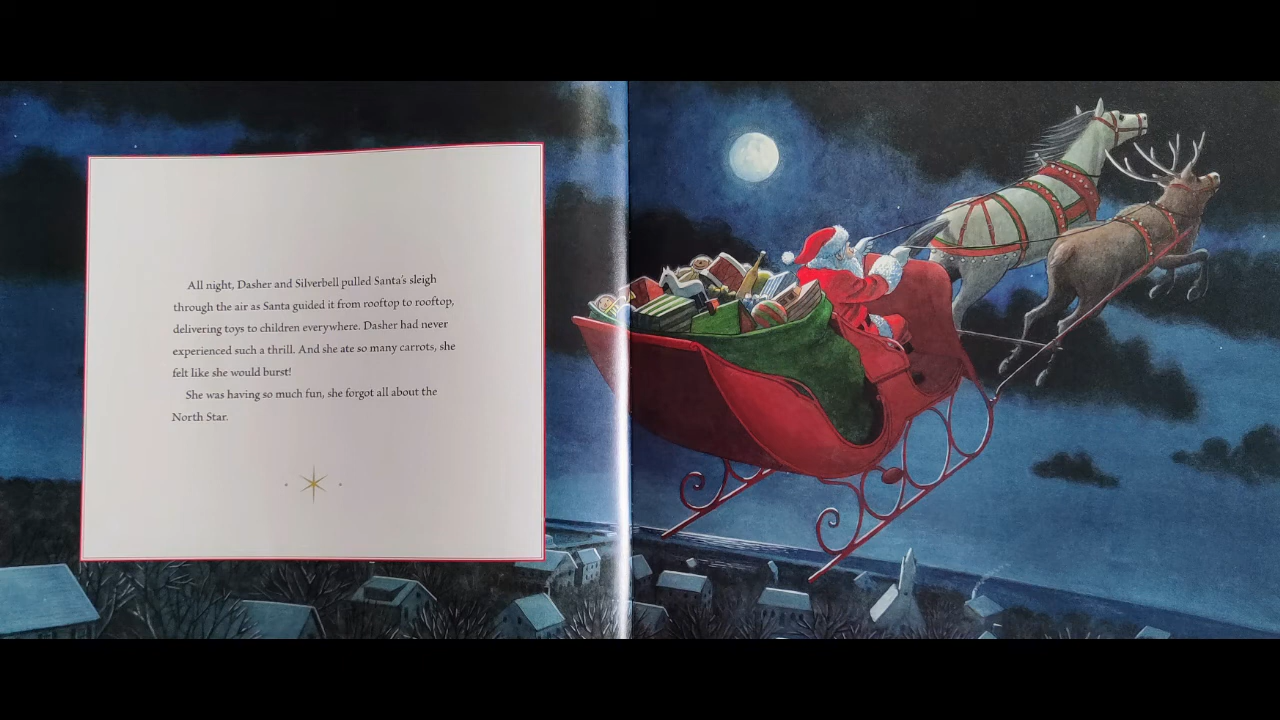 All night, Dasher and Silverbell pulled Santa's sleigh
through the air as Santa guided it from rooftop to rooftop,
delivering toys to children everywhere. Dasher had never
experienced such a thrill. And she ate so many carrots, she
felt like she would burst!
She was having so much fun, she forgot all about the
North Star.